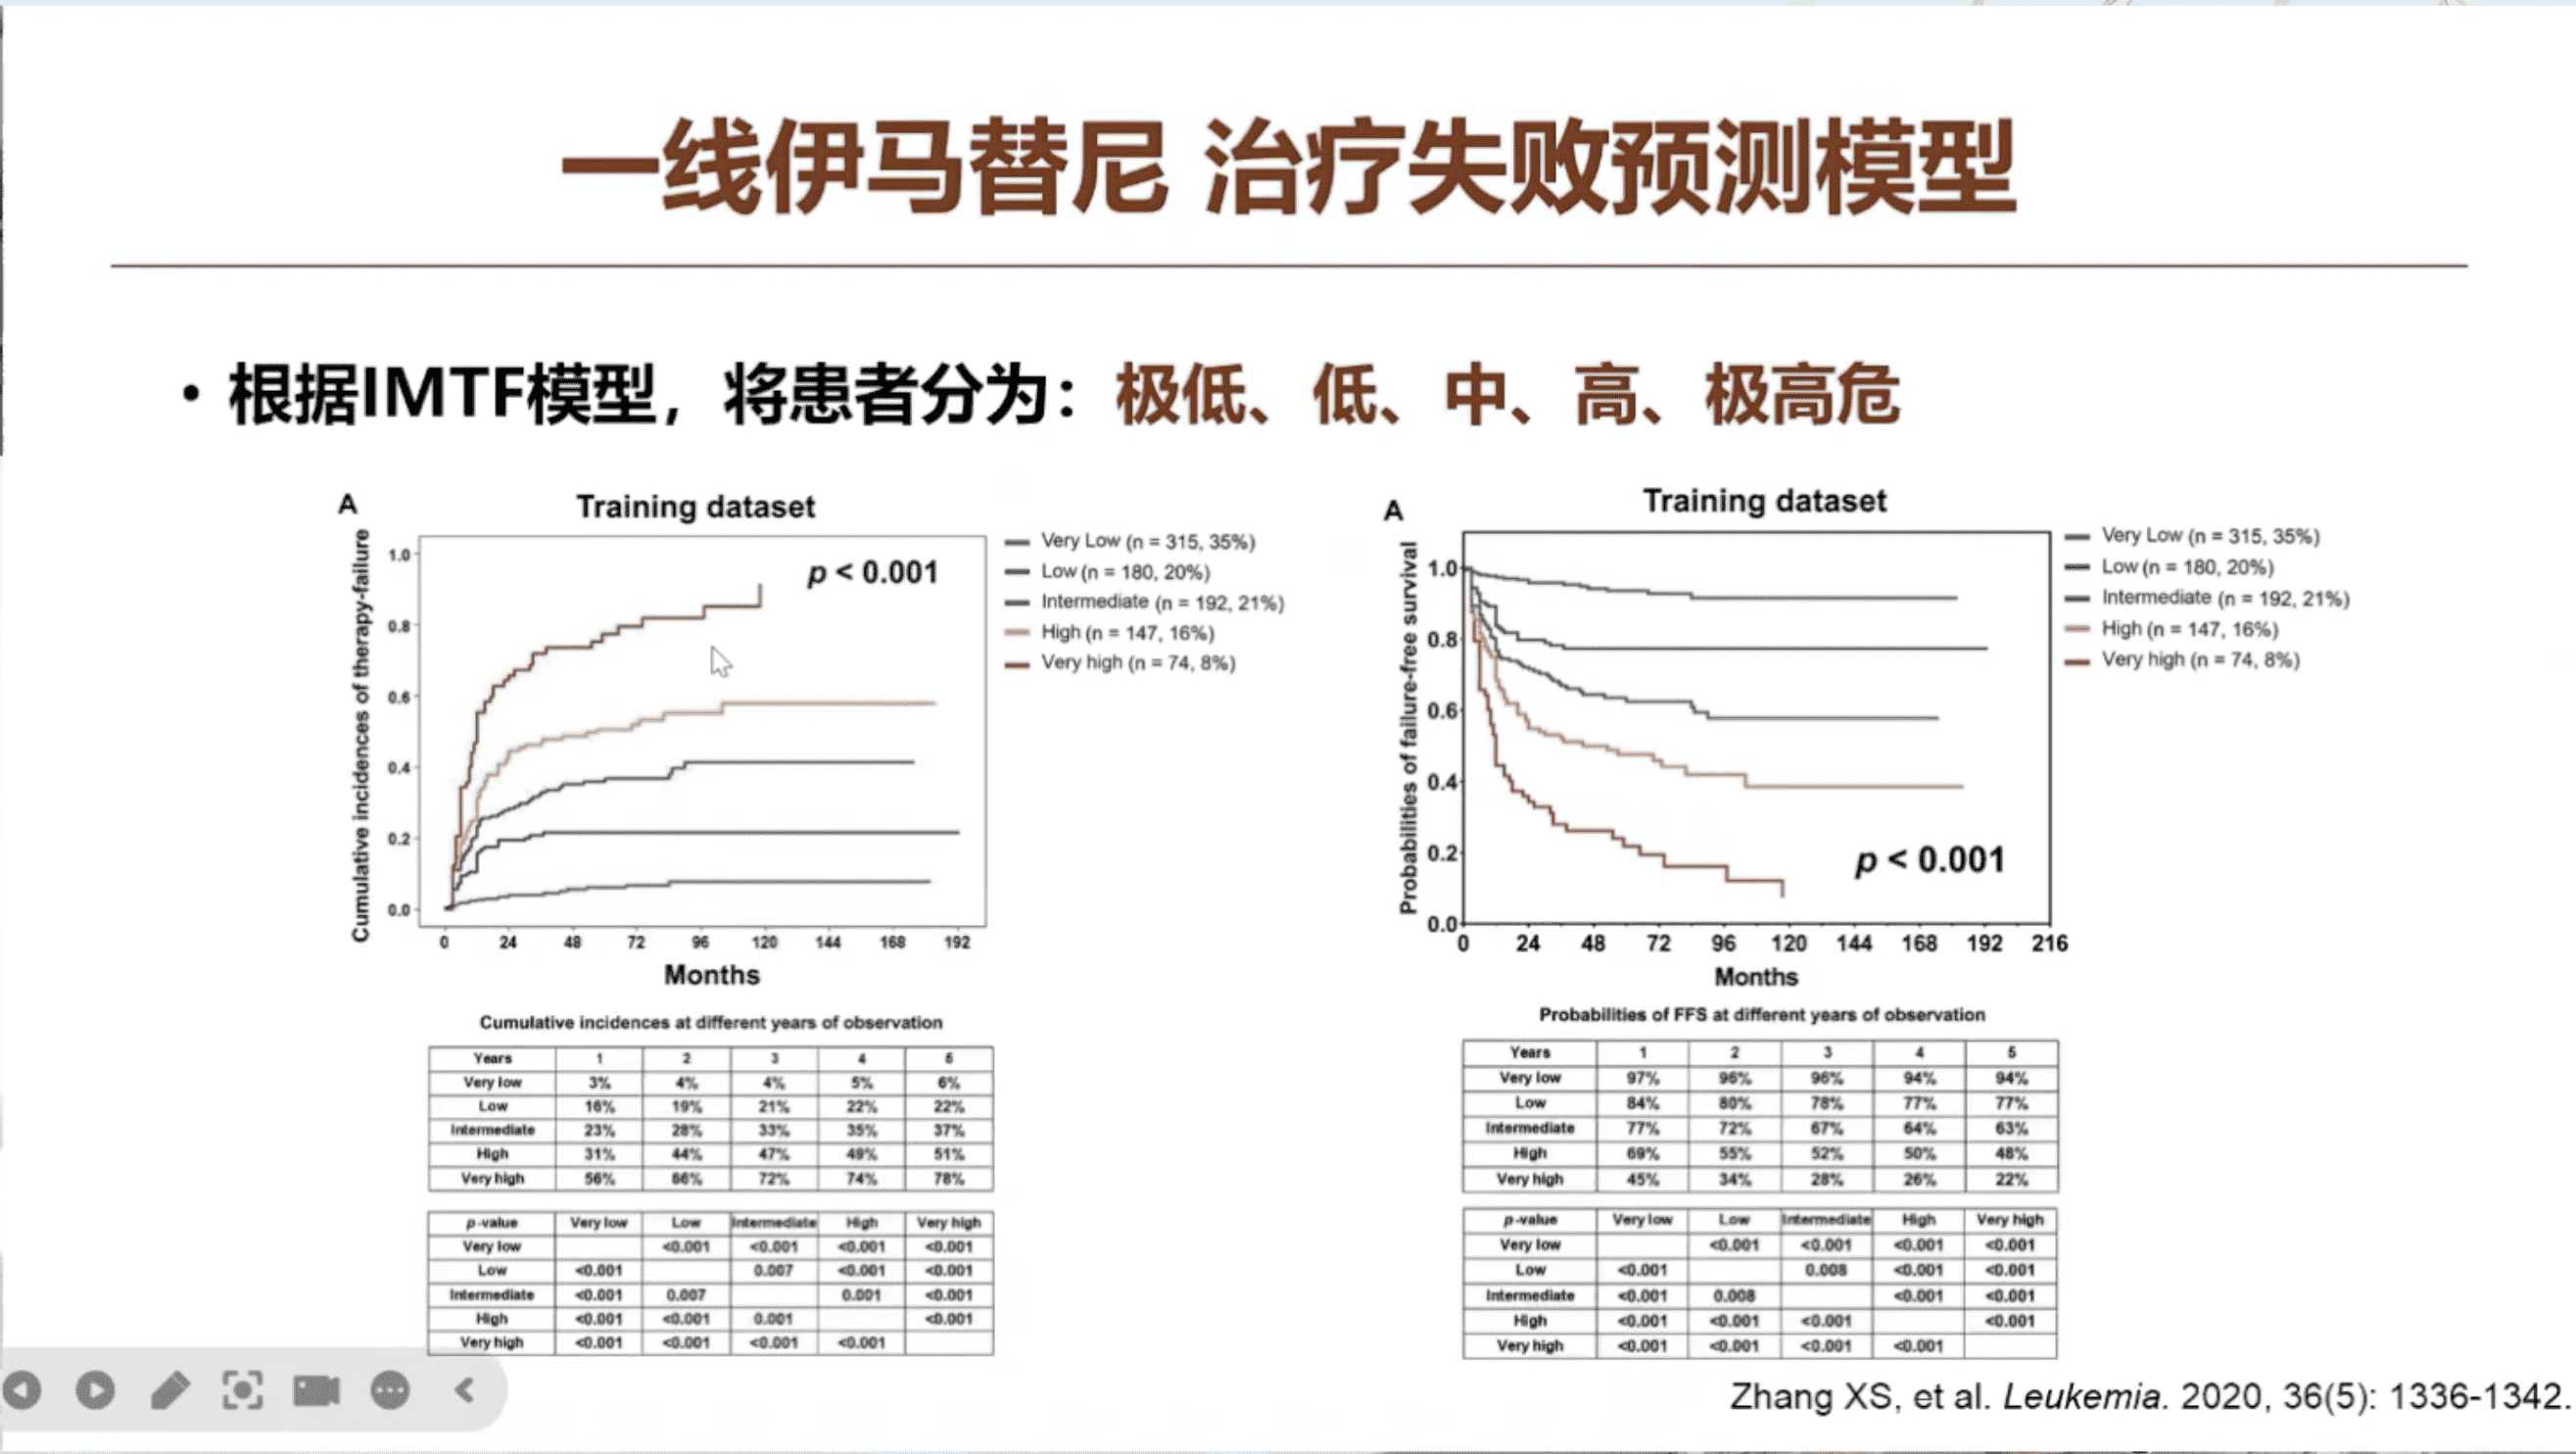 一线伊马替尼 治疗失败预测模型
• 根据IMTF模型，将患者分为：极低、低、中、高、极高危
A
Training dataset
Cumulative incidences of therapy-failure
1.0
0.8
0.6
0.4
0.2
0.0
p < 0.001
0 24 48 72 96 120 144 168 192
Months
Very Low (n = 315, 35%)
Low (n = 180, 20%)
Intermediate (n = 192, 21%)
High (n = 147, 16%)
Very high (n = 74, 8%)
Cumulative incidences at different years of observation
Years 1 2 3 4 5
Very low 3% 4% 4% 5% 6%
Low 16% 19% 21% 22% 22%
Intermediate 23% 28% 33% 35% 37%
High 31% 44% 47% 49% 51%
Very high 56% 66% 72% 74% 78%
p-value Very low Low Intermediate High Very high
Very low <0.001 <0.001 <0.001 <0.001
Low <0.001 0.007 <0.001 <0.001
Intermediate <0.001 0.007 0.001 <0.001
High <0.001 <0.001 0.001 <0.001
Very high <0.001 <0.001 <0.001 <0.001
A
Training dataset
Probabilities of failure-free survival
1.0
0.8
0.6
0.4
0.2
0.0
p < 0.001
0 24 48 72 96 120 144 168 192 216
Months
Very Low (n = 315, 35%)
Low (n = 180, 20%)
Intermediate (n = 192, 21%)
High (n = 147, 16%)
Very high (n = 74, 8%)
Probabilities of FFS at different years of observation
Years 1 2 3 4 5
Very low 97% 96% 96% 94% 94%
Low 84% 80% 78% 77% 77%
Intermediate 77% 72% 67% 64% 63%
High 69% 55% 52% 50% 48%
Very high 45% 34% 28% 26% 22%
p-value Very low Low Intermediate High Very high
Very low <0.001 <0.001 <0.001 <0.001
Low <0.001 0.008 <0.001 <0.001
Intermediate <0.001 0.008 <0.001 <0.001
High <0.001 <0.001 <0.001 <0.001
Very high <0.001 <0.001 <0.001 <0.001
Zhang XS, et al. Leukemia. 2020, 36(5): 1336-1342.